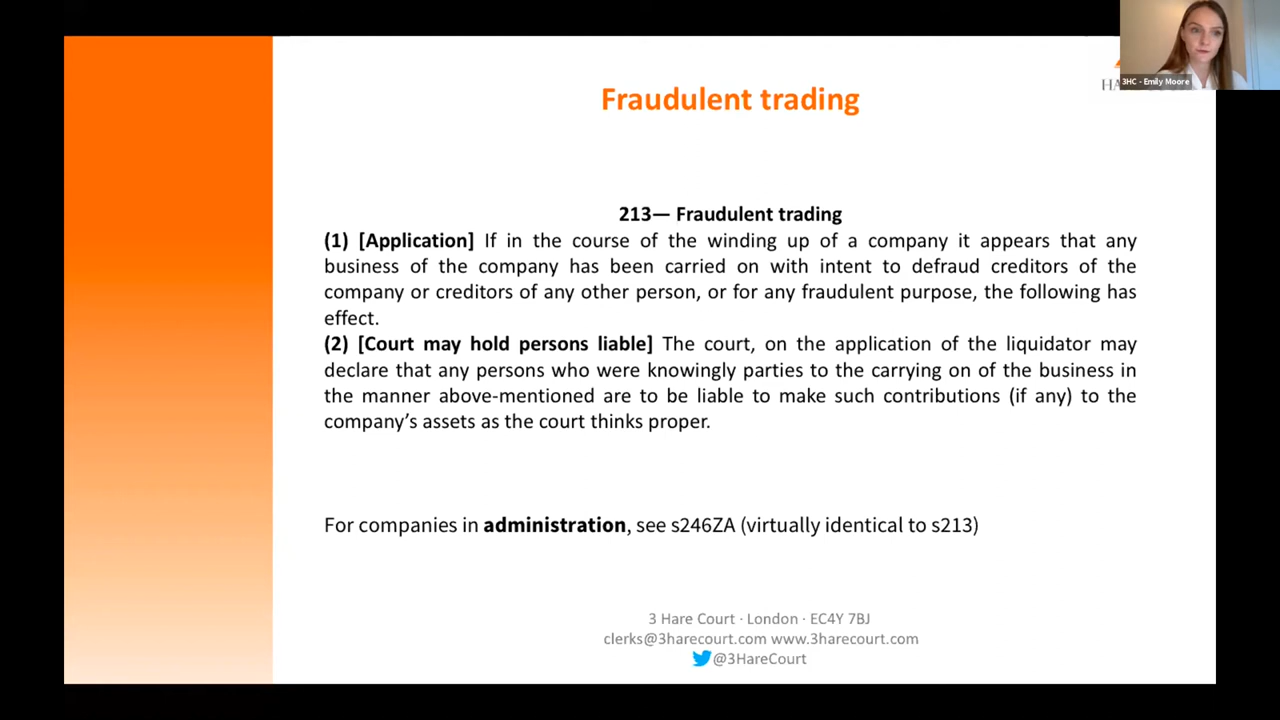 3HC - Emily Moore
Fraudulent trading
213— Fraudulent trading
(1) [Application] If in the course of the winding up of a company it appears that any
business of the company has been carried on with intent to defraud creditors of the
company or creditors of any other person, or for any fraudulent purpose, the following has
effect.
(2) [Court may hold persons liable] The court, on the application of the liquidator may
declare that any persons who were knowingly parties to the carrying on of the business in
the manner above-mentioned are to be liable to make such contributions (if any) to the
company’s assets as the court thinks proper.
For companies in administration, see s246ZA (virtually identical to s213)
3 Hare Court · London · EC4Y 7BJ
clerks@3harecourt.com www.3harecourt.com
@3HareCourt